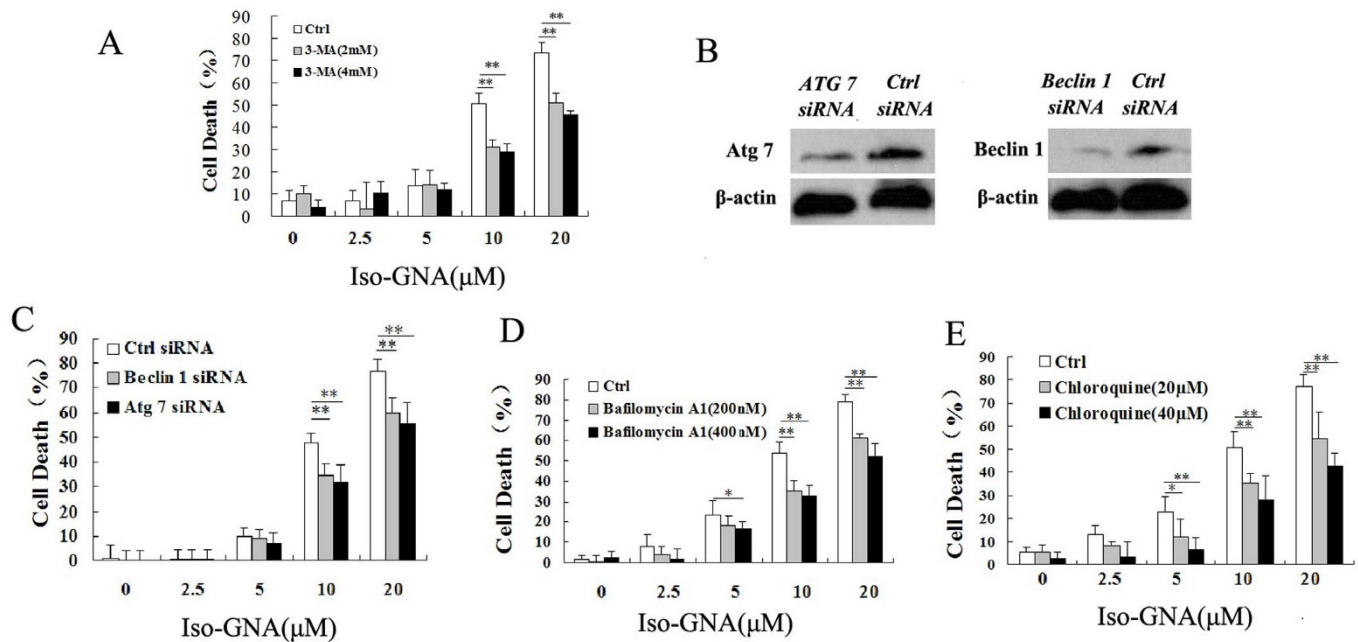 A
Cell Death (%)
90
80
70
60
50
40
30
20
10
0
Ctrl
3-MA(2mM)
3-MA(4mM)
**
**
**
**
0 2.5 5 10 20
Iso-GNA(μM)
B
ATG 7 siRNA
Ctrl siRNA
Atg 7
β-actin
Beclin 1 siRNA
Ctrl siRNA
Beclin 1
β-actin
C
Cell Death (%)
90
80
70
60
50
40
30
20
10
0
Ctrl siRNA
Beclin 1 siRNA
Atg 7 siRNA
**
**
**
**
0 2.5 5 10 20
Iso-GNA(μM)
D
Cell Death (%)
90
80
70
60
50
40
30
20
10
0
Ctrl
Bafilomycin A1(200nM)
Bafilomycin A1(400nM)
*
**
**
**
**
0 2.5 5 10 20
Iso-GNA(μM)
E
Cell Death (%)
90
80
70
60
50
40
30
20
10
0
Ctrl
Chloroquine(20μM)
Chloroquine(40μM)
**
*
**
**
**
**
0 2.5 5 10 20
Iso-GNA(μM)